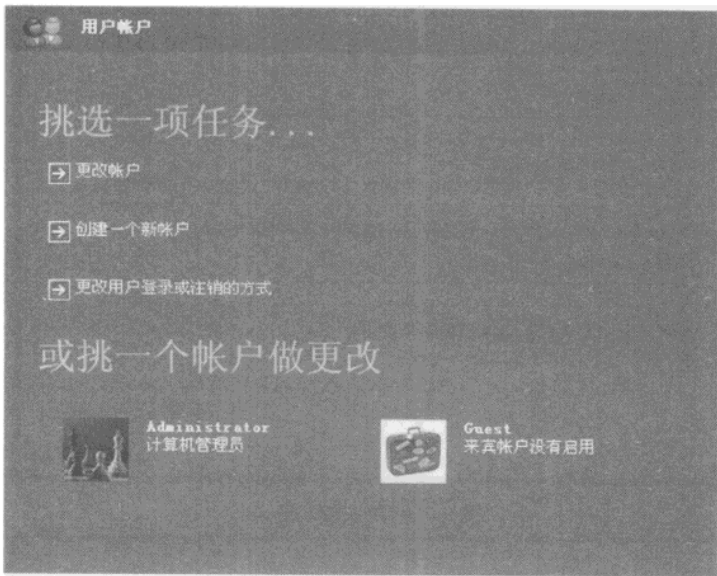 用户帐户
挑选一项任务...
更改帐户
创建一个新帐户
更改用户登录或注销的方式
或挑一个帐户做更改
Administrator
计算机管理员
Guest
来宾帐户没有启用